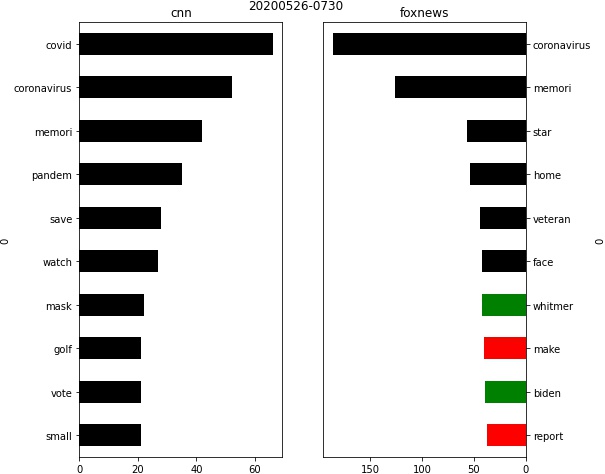 20200526-0730
cnn
foxnews
covid
coronavirus
memori
pandem
save
watch
mask
golf
vote
small
0
0 20 40 60
coronavirus
memori
star
home
veteran
face
whitmer
make
biden
report
0
150 100 50 0